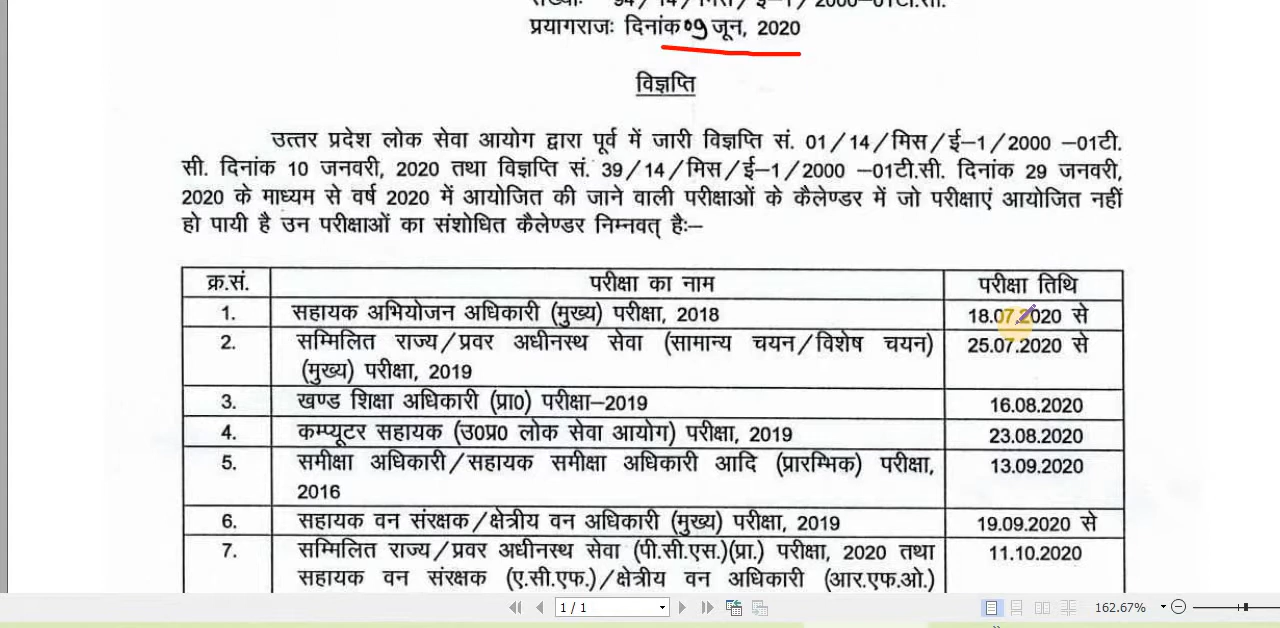 94/14/मिस/ई-1/2000-01टी.सी.
प्रयागराजः दिनांक 09 जून, 2020
विज्ञप्ति
उत्तर प्रदेश लोक सेवा आयोग द्वारा पूर्व में जारी विज्ञप्ति सं. 01/14/मिस/ई-1/2000 -01टी.
सी. दिनांक 10 जनवरी, 2020 तथा विज्ञप्ति सं. 39/14/मिस/ई-1/2000 -01टी.सी. दिनांक 29 जनवरी,
2020 के माध्यम से वर्ष 2020 में आयोजित की जाने वाली परीक्षाओं के कैलेण्डर में जो परीक्षाएं आयोजित नहीं
हो पायी है उन परीक्षाओं का संशोधित कैलेण्डर निम्नवत् हैः-
क्र.सं. परीक्षा का नाम परीक्षा तिथि
1. सहायक अभियोजन अधिकारी (मुख्य) परीक्षा, 2018 18.07.2020 से
2. सम्मिलित राज्य/प्रवर अधीनस्थ सेवा (सामान्य चयन/विशेष चयन) 25.07.2020 से
(मुख्य) परीक्षा, 2019
3. खण्ड शिक्षा अधिकारी (प्रा0) परीक्षा-2019 16.08.2020
4. कम्प्यूटर सहायक (उ0प्र0 लोक सेवा आयोग) परीक्षा, 2019 23.08.2020
5. समीक्षा अधिकारी/सहायक समीक्षा अधिकारी आदि (प्रारम्भिक) परीक्षा, 13.09.2020
2016
6. सहायक वन संरक्षक/क्षेत्रीय वन अधिकारी (मुख्य) परीक्षा, 2019 19.09.2020 से
7. सम्मिलित राज्य/प्रवर अधीनस्थ सेवा (पी.सी.एस.)(प्रा.) परीक्षा, 2020 तथा 11.10.2020
सहायक वन संरक्षक (ए.सी.एफ.)/क्षेत्रीय वन अधिकारी (आर.एफ.ओ.)
1 / 1 162.67%